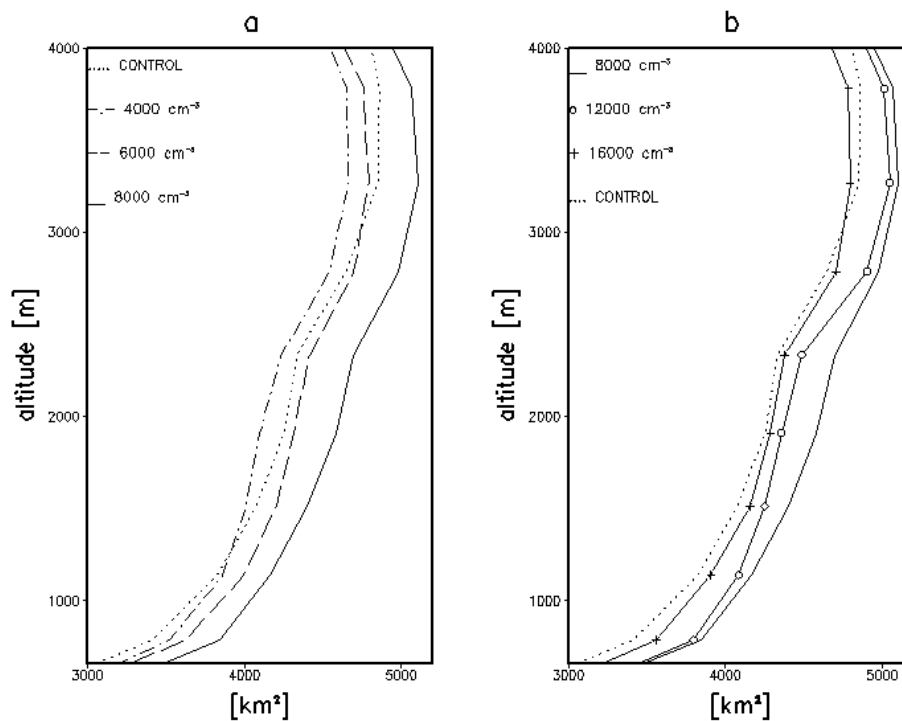 a
4000
CONTROL
4000 cm⁻³
6000 cm⁻³
8000 cm⁻³
3000
altitude [m]
2000
1000
3000 4000 5000
[km²]
b
4000
8000 cm⁻³
12000 cm⁻³
16000 cm⁻³
CONTROL
3000
altitude [m]
2000
1000
3000 4000 5000
[km²]